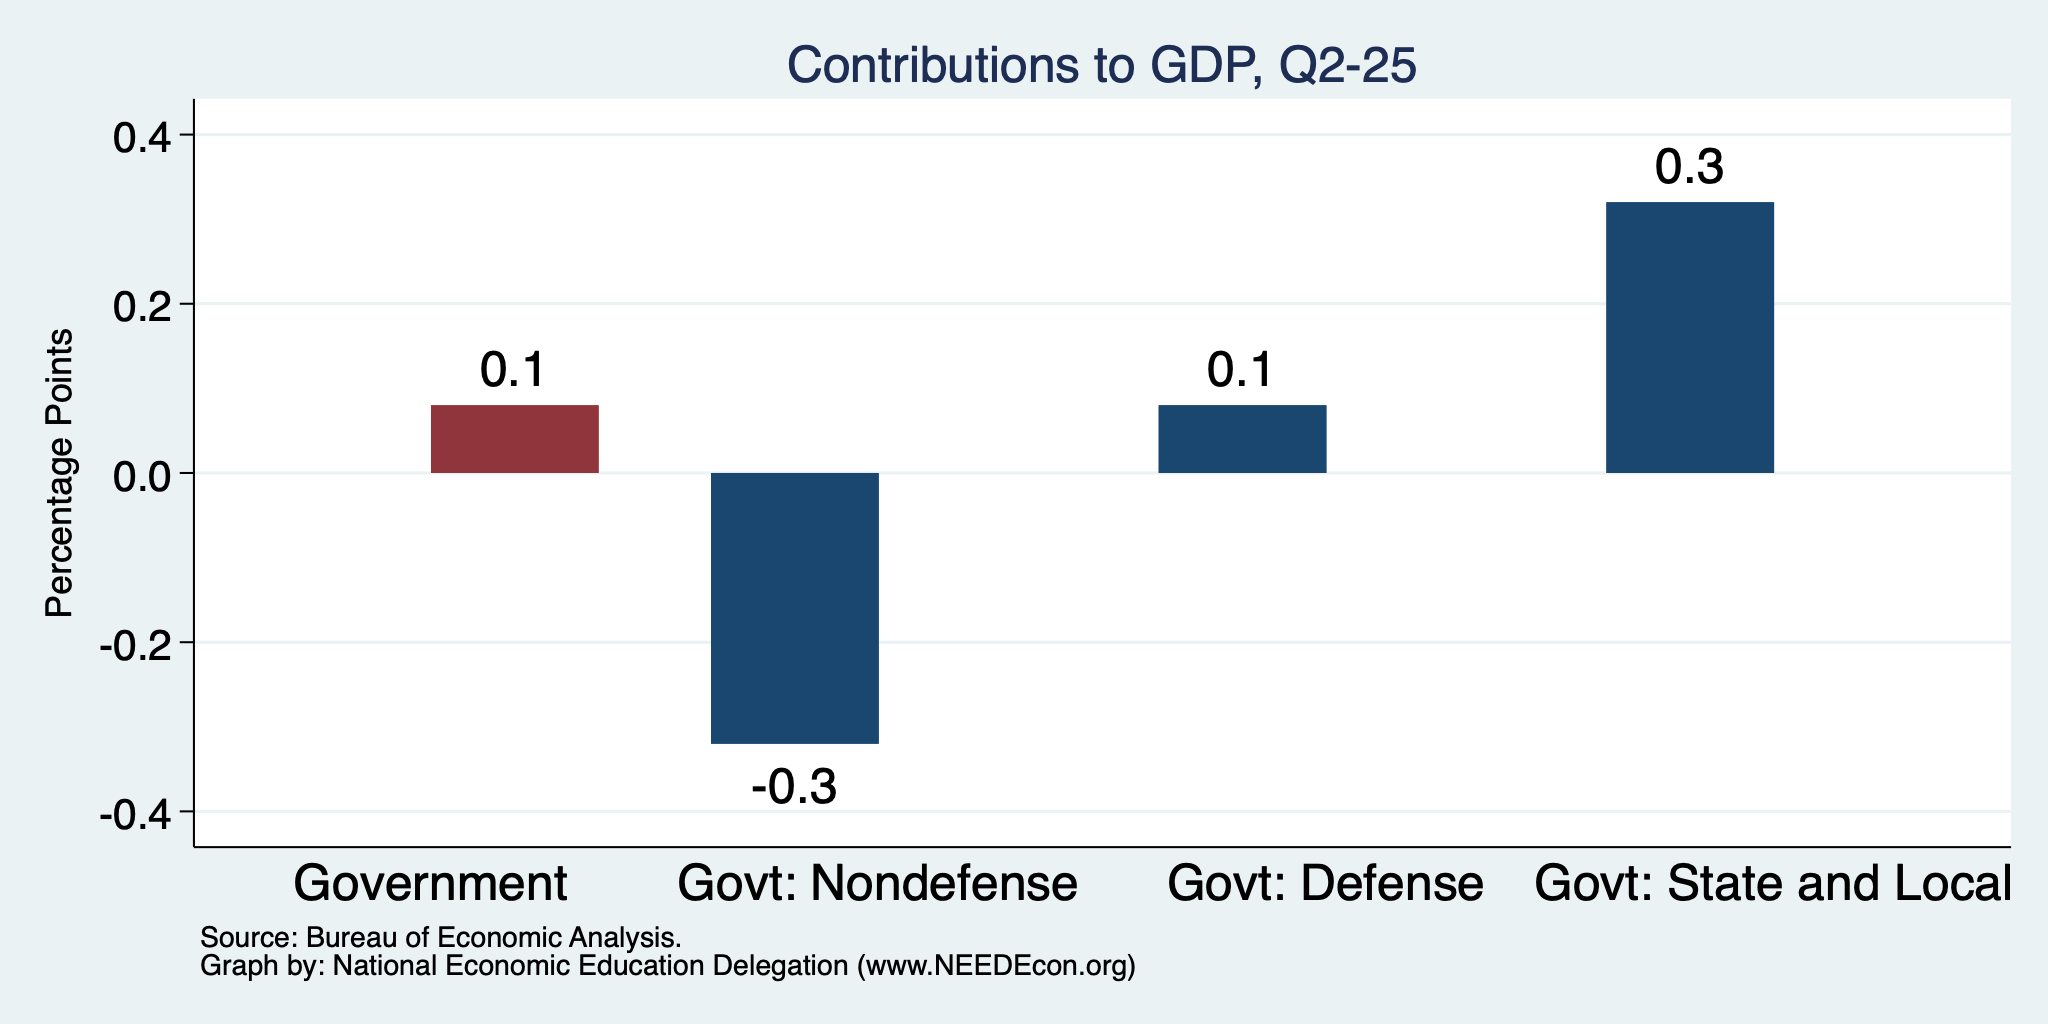 Contributions to GDP, Q2-25
Percentage Points
0.4
0.2
0.0
-0.2
-0.4
0.1
-0.3
0.1
0.3
Government
Govt: Nondefense
Govt: Defense
Govt: State and Local
Source: Bureau of Economic Analysis.
Graph by: National Economic Education Delegation (www.NEEDEcon.org)